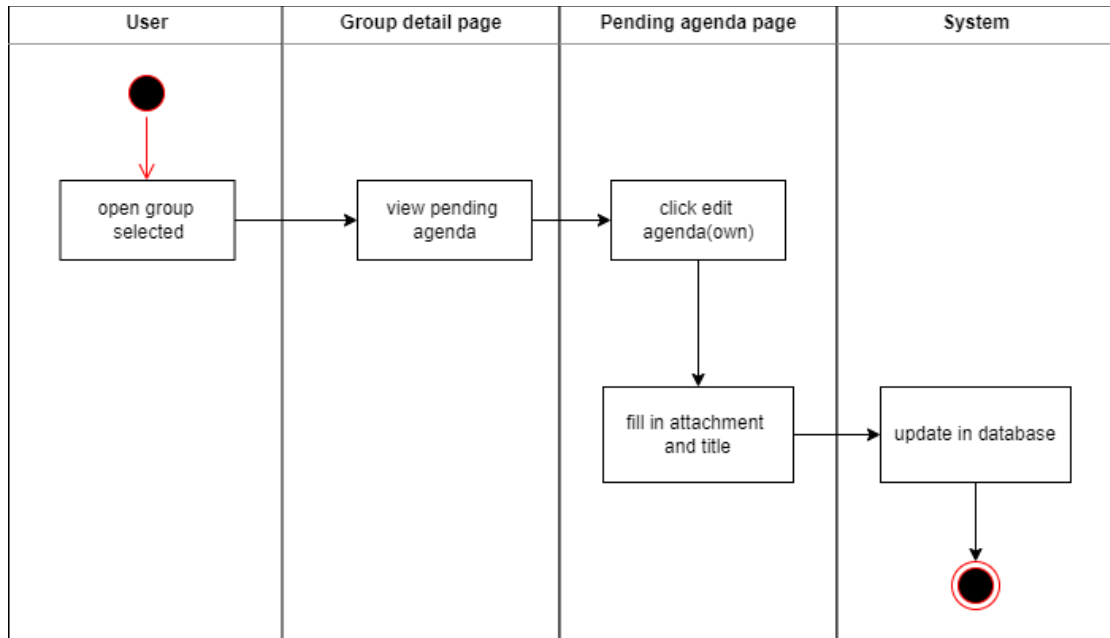 User
Group detail page
Pending agenda page
System
open group
selected
view pending
agenda
click edit
agenda(own)
fill in attachment
and title
update in database